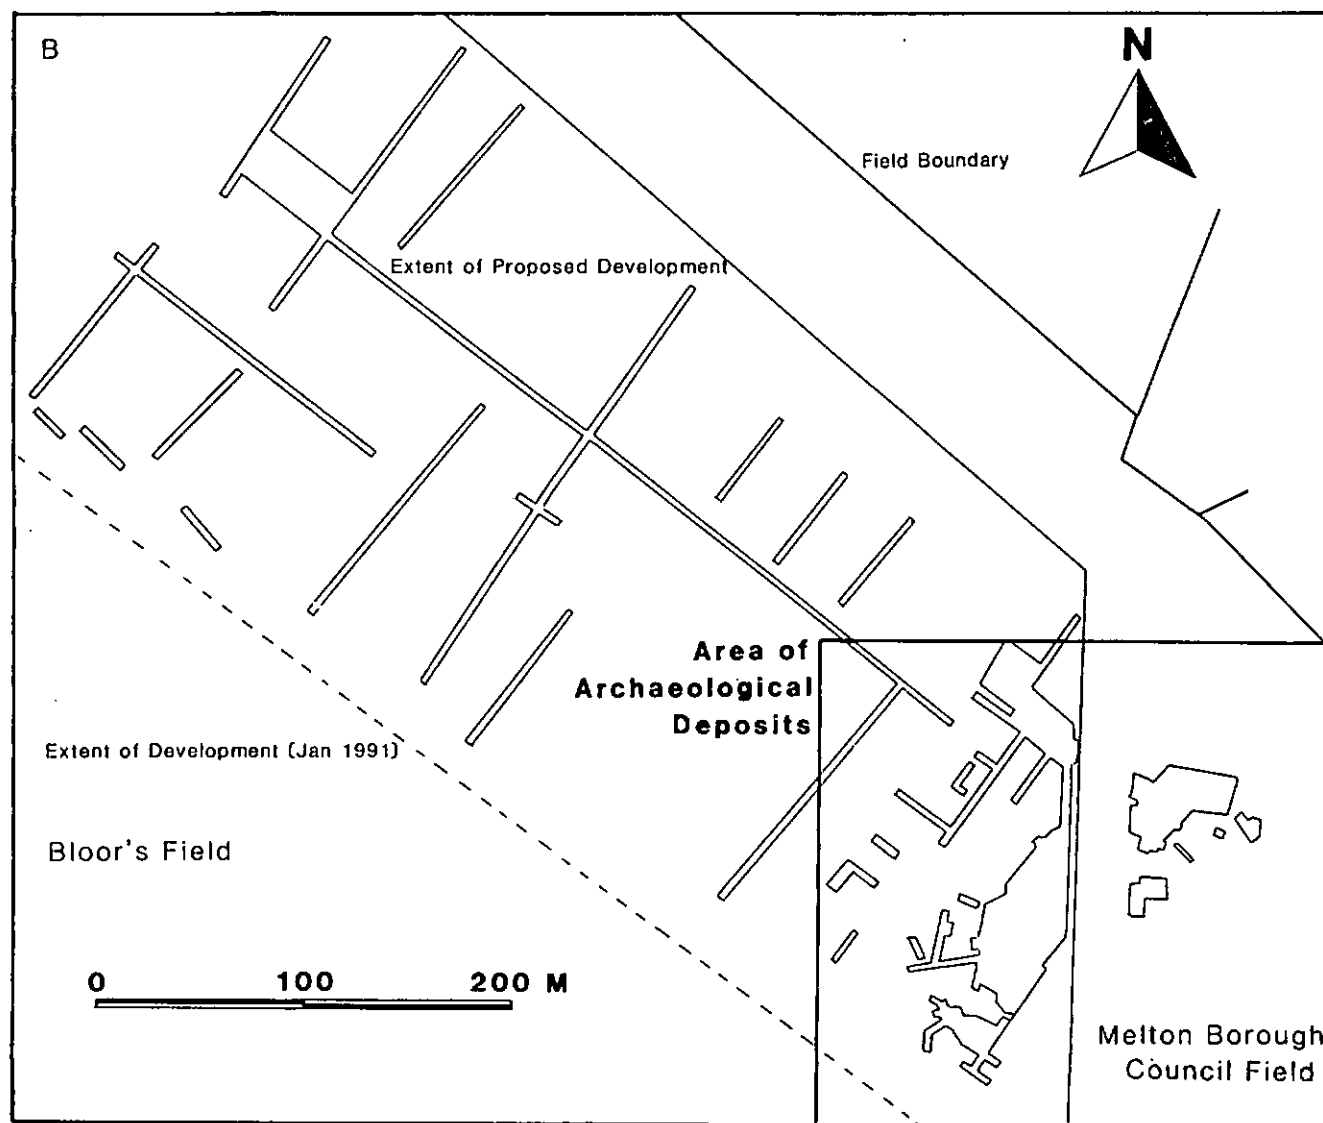 B
N
Field Boundary
Extent of Proposed Development
Area of
Archaeological
Deposits
Extent of Development (Jan 1991)
Bloor's Field
0 100 200 M
Melton Borough
Council Field